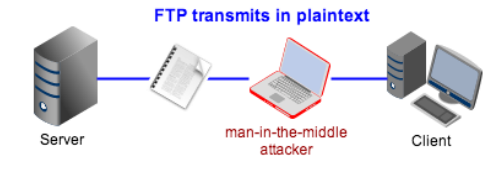 FTP transmits in plaintext
Server
man-in-the-middle
attacker
Client